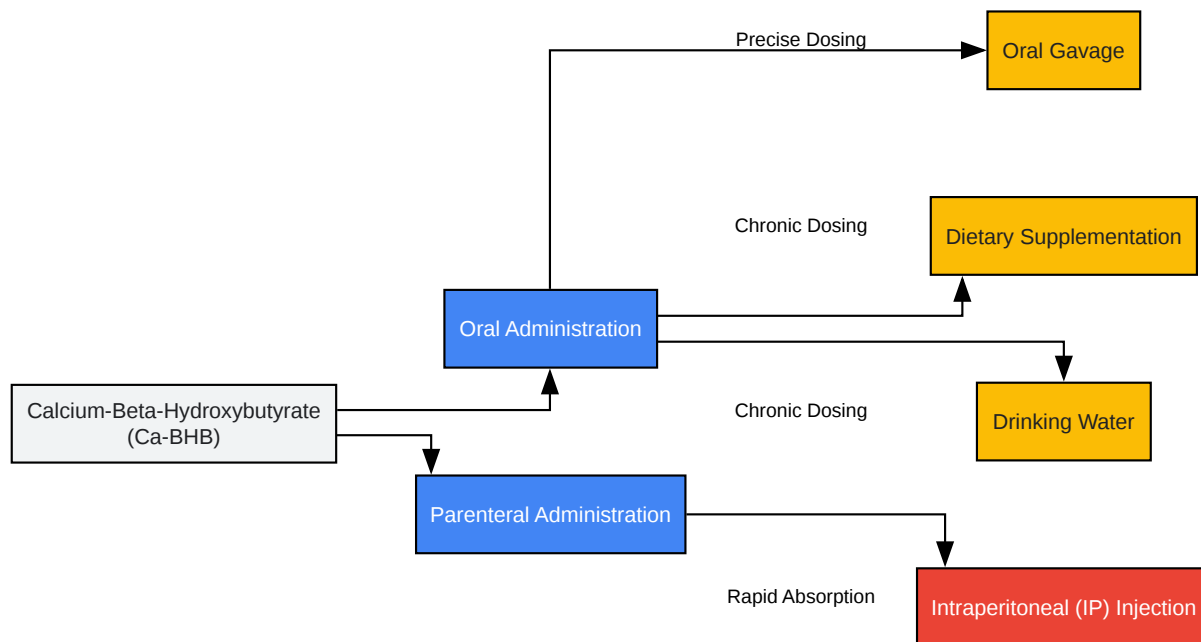 Precise Dosing
Oral Gavage
Chronic Dosing
Dietary Supplementation
Oral Administration
Calcium-Beta-Hydroxybutyrate
(Ca-BHB)
Chronic Dosing
Drinking Water
Parenteral Administration
Rapid Absorption
Intraperitoneal (IP) Injection